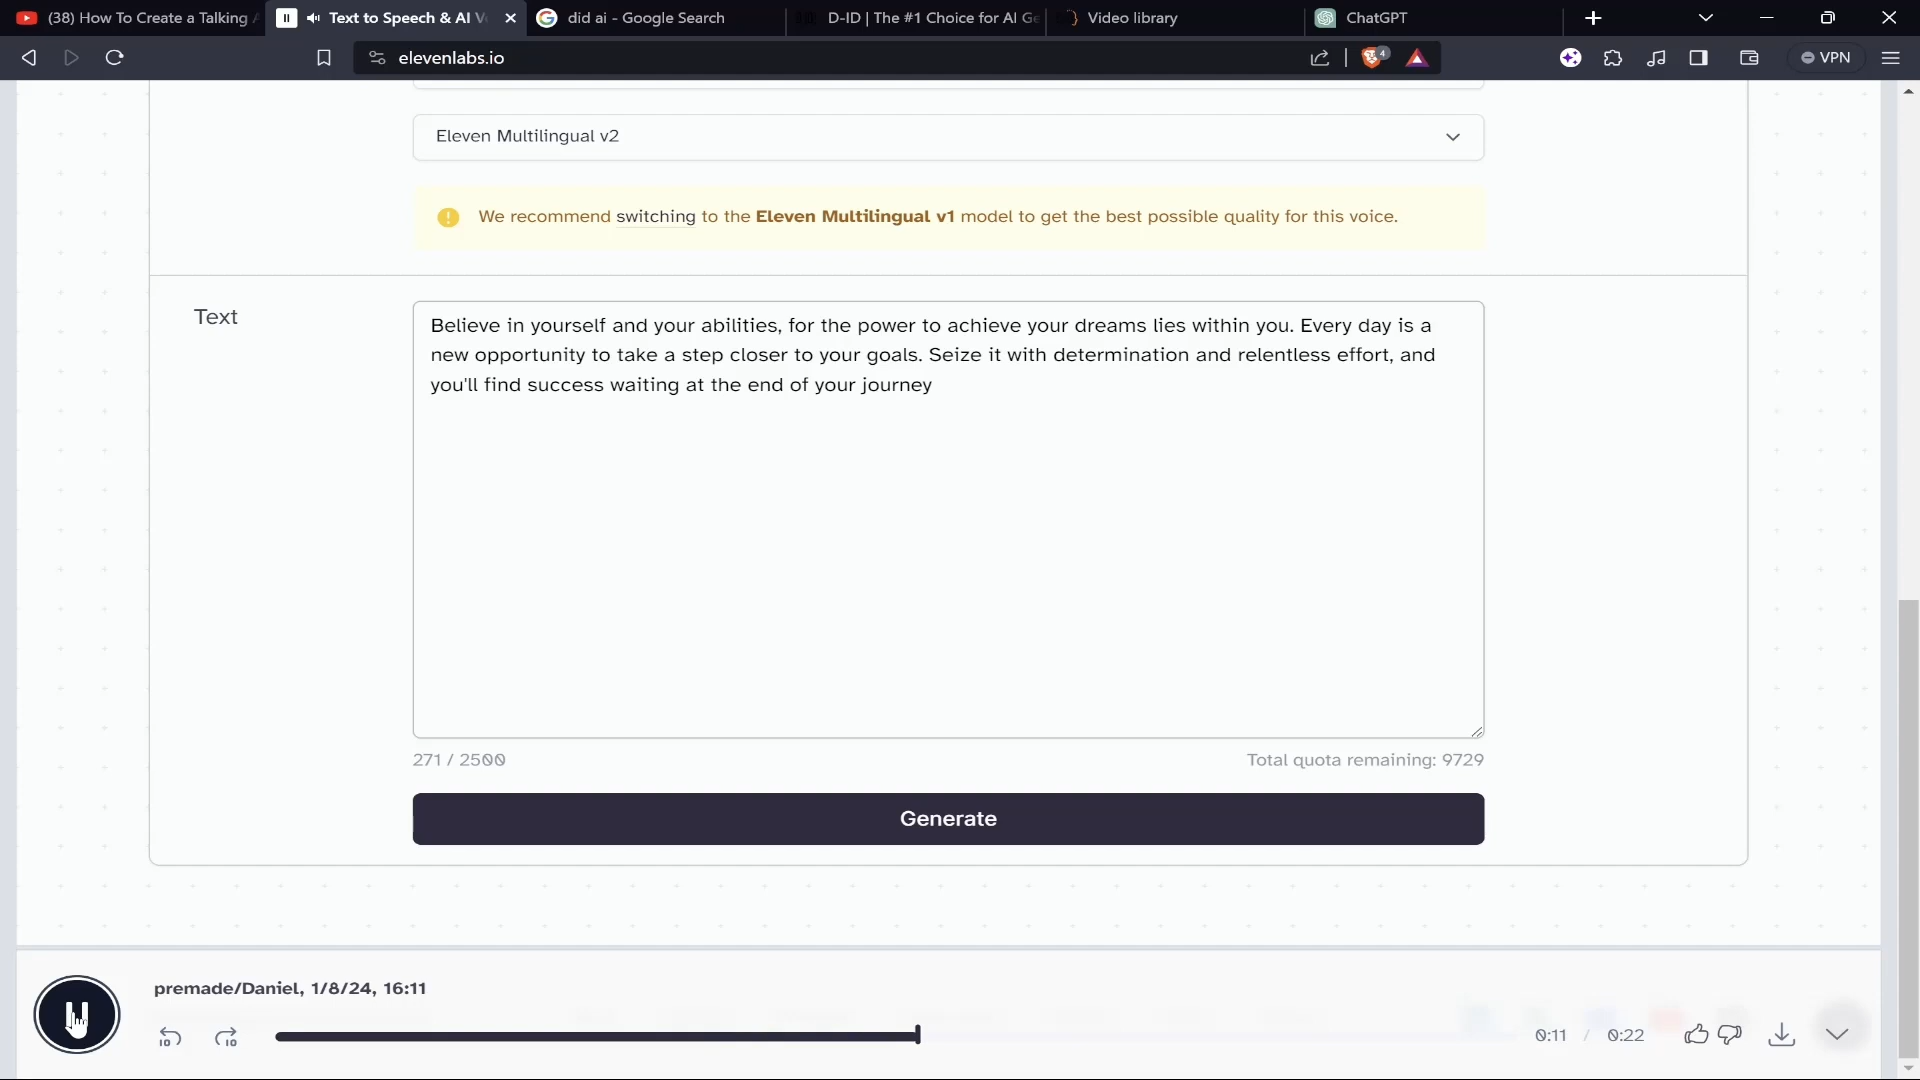 (38) How To Create a Talking
Text to Speech & AI V
did ai - Google Search
D-ID | The #1 Choice for AI Ge
Video library
ChatGPT
elevenlabs.io
4
VPN
Eleven Multilingual v2
We recommend switching to the Eleven Multilingual v1 model to get the best possible quality for this voice.
Text
Believe in yourself and your abilities, for the power to achieve your dreams lies within you. Every day is a
new opportunity to take a step closer to your goals. Seize it with determination and relentless effort, and
you'll find success waiting at the end of your journey
271 / 2500
Total quota remaining: 9729
Generate
premade/Daniel, 1/8/24, 16:11
10
10
0:11 / 0:22